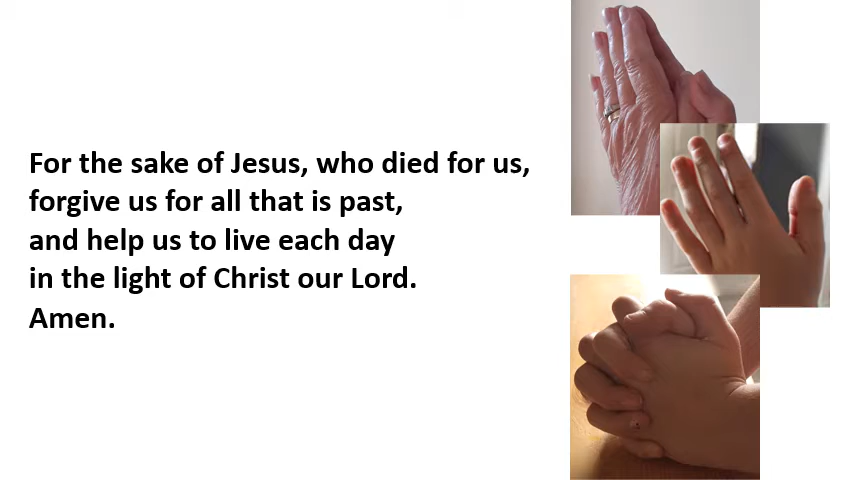 For the sake of Jesus, who died for us,
forgive us for all that is past,
and help us to live each day
in the light of Christ our Lord.
Amen.